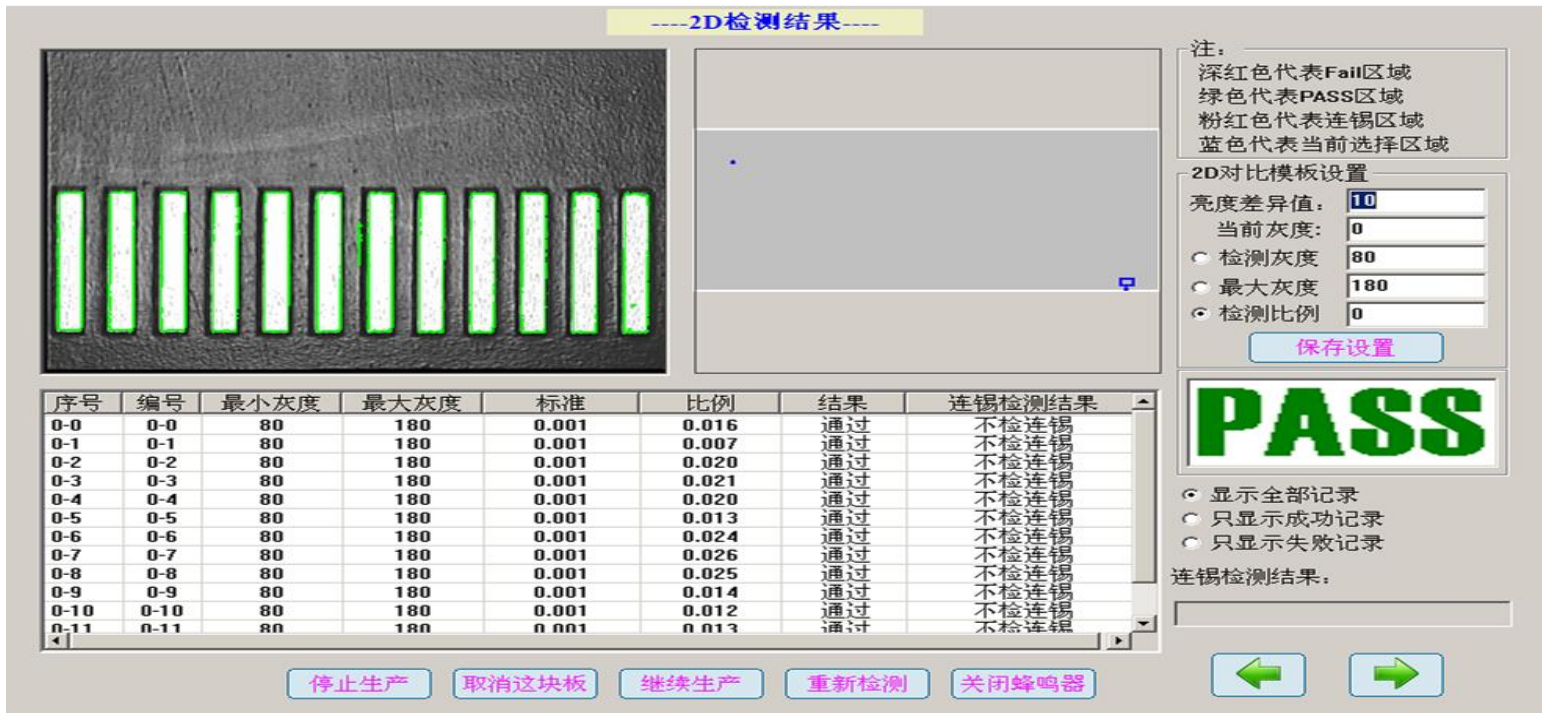 ----2D检测结果----
注:
深红色代表Fail区域
绿色代表PASS区域
粉红色代表连锡区域
蓝色代表当前选择区域
2D对比模板设置
亮度差异值: 10
当前灰度: 0
检测灰度 80
最大灰度 180
检测比例 0
保存设置
PASS
序号 编号 最小灰度 最大灰度 标准 比例 结果 连锡检测结果
0-0 0-0 80 180 0.001 0.016 通过 不检连锡
0-1 0-1 80 180 0.001 0.007 通过 不检连锡
0-2 0-2 80 180 0.001 0.020 通过 不检连锡
0-3 0-3 80 180 0.001 0.021 通过 不检连锡
0-4 0-4 80 180 0.001 0.020 通过 不检连锡
0-5 0-5 80 180 0.001 0.013 通过 不检连锡
0-6 0-6 80 180 0.001 0.024 通过 不检连锡
0-7 0-7 80 180 0.001 0.026 通过 不检连锡
0-8 0-8 80 180 0.001 0.025 通过 不检连锡
0-9 0-9 80 180 0.001 0.014 通过 不检连锡
0-10 0-10 80 180 0.001 0.012 通过 不检连锡
0-11 0-11 80 180 0.001 0.013 通过 不检连锡
显示全部记录
只显示成功记录
只显示失败记录
连锡检测结果:
停止生产 取消这块板 继续生产 重新检测 关闭蜂鸣器